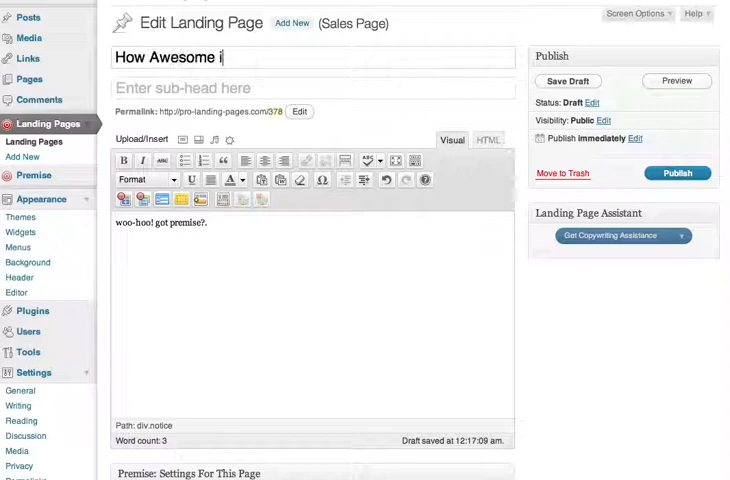 Posts
Media
Links
Pages
Comments
Landing Pages
Landing Pages
Add New
Premise
Appearance
Themes
Widgets
Menus
Background
Header
Editor
Plugins
Users
Tools
Settings
General
Writing
Reading
Discussion
Media
Privacy
Screen Options
Help
Edit Landing Page Add New (Sales Page)
How Awesome i
Enter sub-head here
Permalink: http://pro-landing-pages.com/378 Edit
Upload/Insert
Visual HTML
B I ABC
Format U A
woo-hoo! got premise?.
Path: div.notice
Word count: 3 Draft saved at 12:17:09 am.
Premise: Settings For This Page
Publish
Save Draft Preview
Status: Draft Edit
Visibility: Public Edit
Publish immediately Edit
Move to Trash Publish
Landing Page Assistant
Get Copywriting Assistance